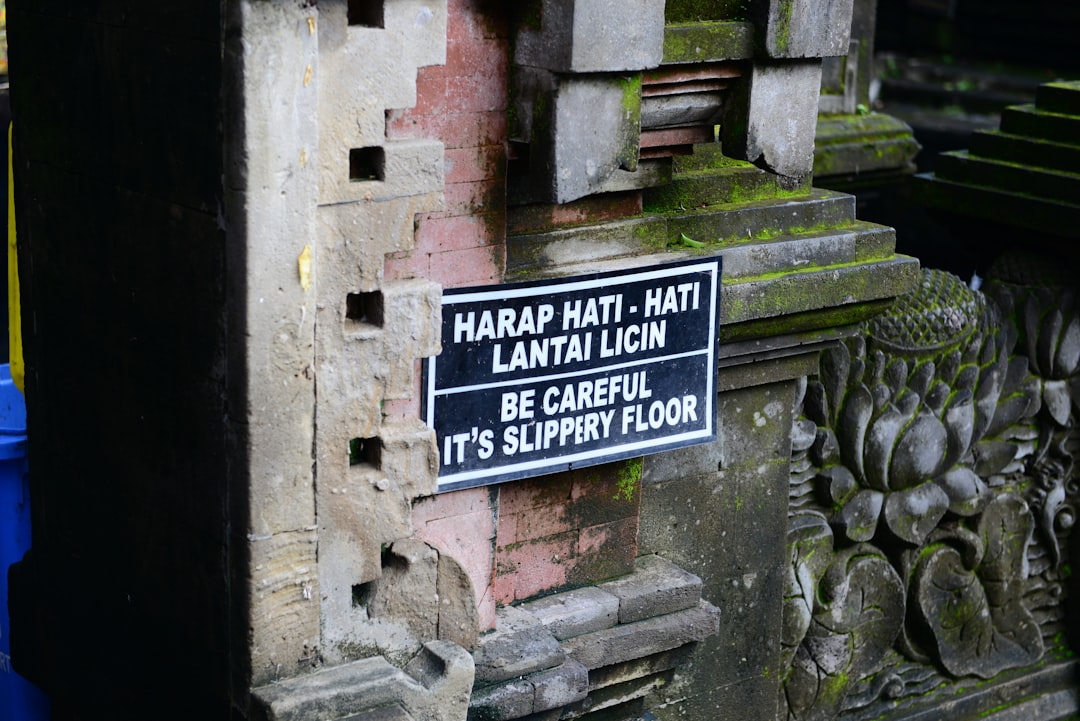 HARAP HATI - HATI
LANTAI LICIN
BE CAREFUL
IT'S SLIPPERY FLOOR